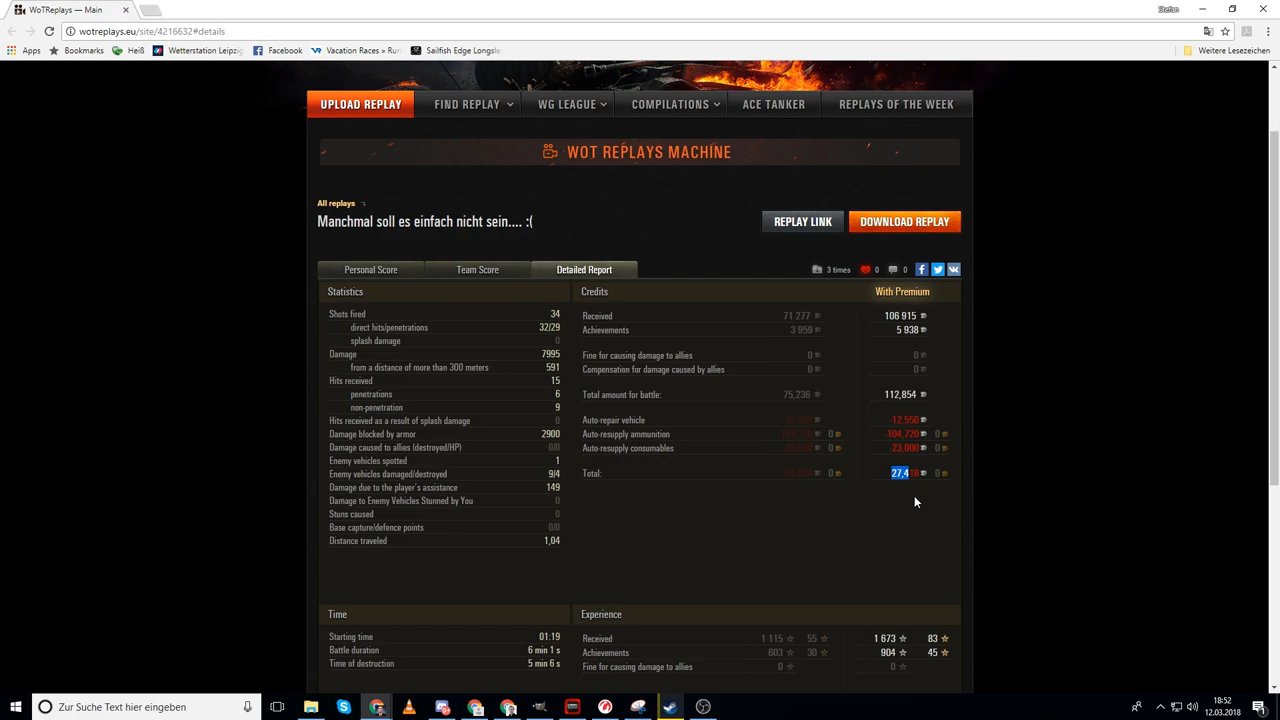 WoTReplays — Main
Stefan
wotreplays.eu/site/4216632#details
Apps Bookmarks Heiß Wetterstation Leipzig Facebook Vacation Races » Run Sailfish Edge Longsle Weitere Lesezeichen
UPLOAD REPLAY FIND REPLAY WG LEAGUE COMPILATIONS ACE TANKER REPLAYS OF THE WEEK
WOT REPLAYS MACHINE
All replays
Manchmal soll es einfach nicht sein.... :( REPLAY LINK DOWNLOAD REPLAY
Personal Score Team Score Detailed Report 3 times 0 0
Statistics Credits With Premium
Shots fired 34 Received 71 277 106 915
direct hits/penetrations 32/29 Achievements 3 959 5 938
splash damage 0
Damage 7995 Fine for causing damage to allies 0 0
from a distance of more than 300 meters 591 Compensation for damage caused by allies 0 0
Hits received 15
penetrations 6 Total amount for battle: 75,236 112,854
non-penetration 9
Hits received as a result of splash damage 0 Auto-repair vehicle -12,550 -12,550
Damage blocked by armor 2900 Auto-resupply ammunition 0 -104,720 0
Damage caused to allies (destroyed/HP) 0/0 Auto-resupply consumables 0 -23,000 0
Enemy vehicles spotted 1
Enemy vehicles damaged/destroyed 9/4 Total: 0 27,416 0
Damage due to the player's assistance 149
Damage to Enemy Vehicles Stunned by You 0
Stuns caused 0
Base capture/defence points 0/0
Distance traveled 1,04
Time Experience
Starting time 01:19 Received 1 115 55 1 673 83
Battle duration 6 min 1 s Achievements 603 30 904 45
Time of destruction 5 min 6 s Fine for causing damage to allies 0 0
Zur Suche Text hier eingeben
18:52
12.03.2018